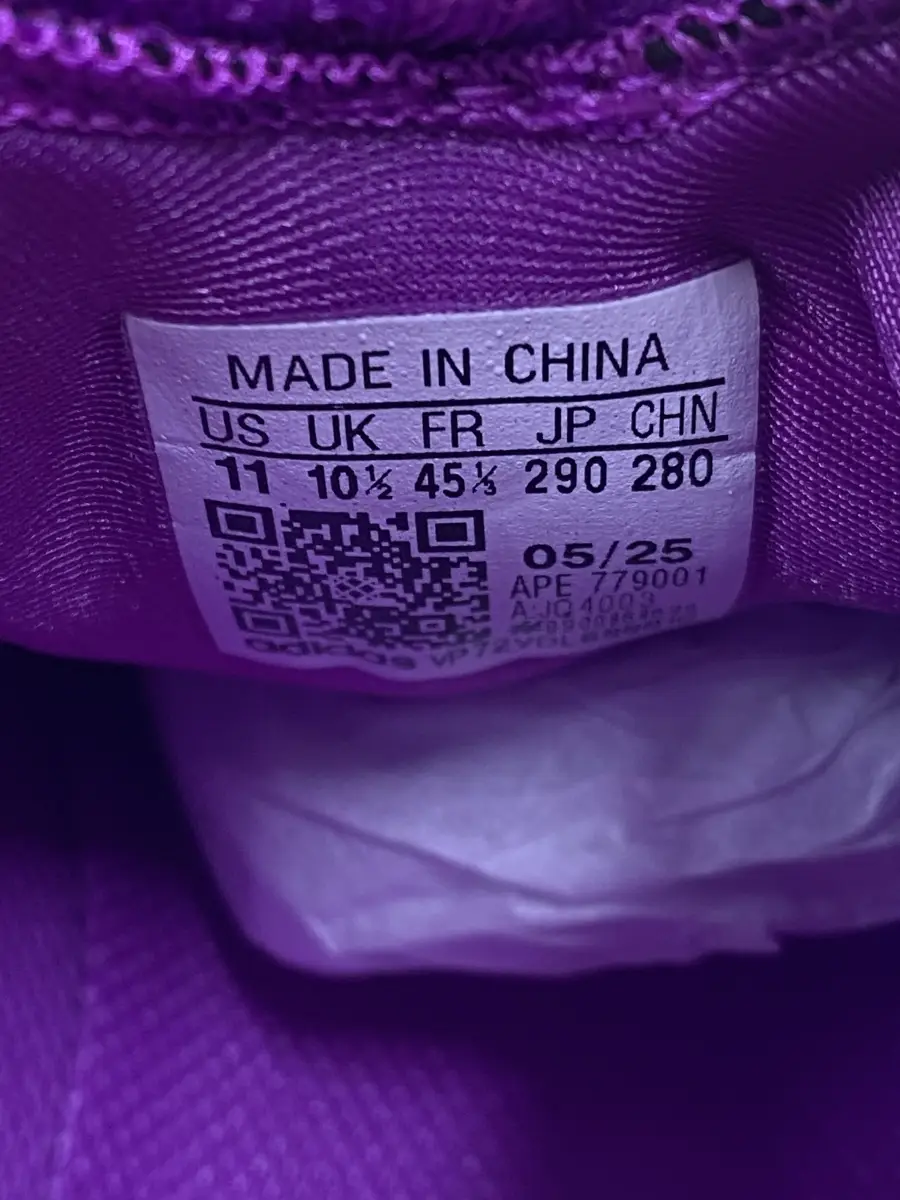 MADE IN CHINA
US UK FR JP CHN
11 10½ 45⅓ 290 280
05/25
APE 779001
adidas